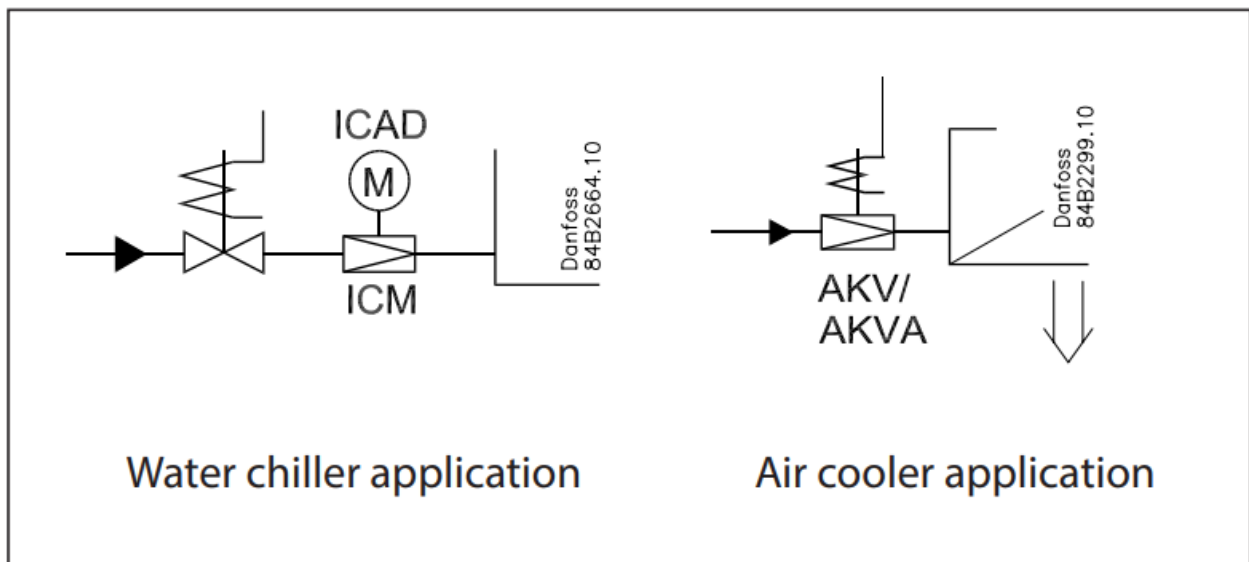 ICAD
M
ICM
Danfoss
84B2664.10
AKV/
AKVA
Danfoss
84B2299.10
Water chiller application
Air cooler application